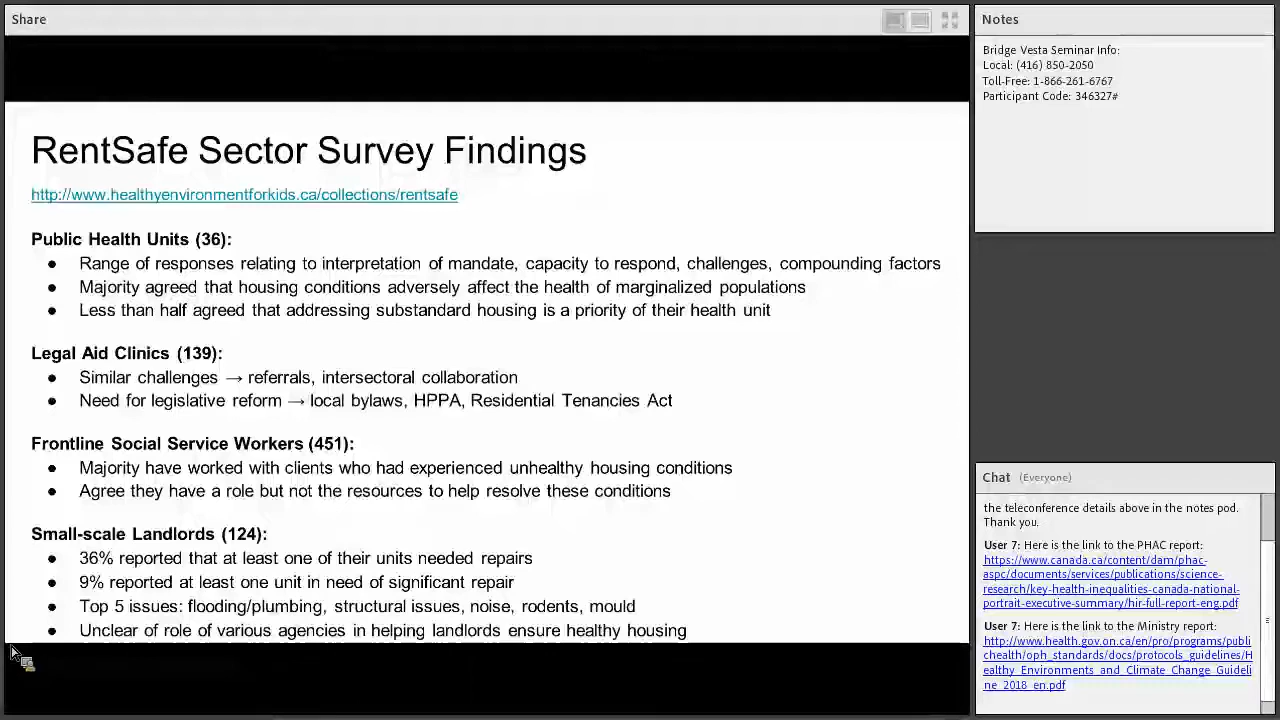 Share
RentSafe Sector Survey Findings
http://www.healthyenvironmentforkids.ca/collections/rentsafe
Public Health Units (36):
● Range of responses relating to interpretation of mandate, capacity to respond, challenges, compounding factors
● Majority agreed that housing conditions adversely affect the health of marginalized populations
● Less than half agreed that addressing substandard housing is a priority of their health unit
Legal Aid Clinics (139):
● Similar challenges → referrals, intersectoral collaboration
● Need for legislative reform → local bylaws, HPPA, Residential Tenancies Act
Frontline Social Service Workers (451):
● Majority have worked with clients who had experienced unhealthy housing conditions
● Agree they have a role but not the resources to help resolve these conditions
Small-scale Landlords (124):
● 36% reported that at least one of their units needed repairs
● 9% reported at least one unit in need of significant repair
● Top 5 issues: flooding/plumbing, structural issues, noise, rodents, mould
● Unclear of role of various agencies in helping landlords ensure healthy housing
Notes
Bridge Vesta Seminar Info:
Local: (416) 850-2050
Toll-Free: 1-866-261-6767
Participant Code: 346327#
Chat (Everyone)
the teleconference details above in the notes pod.
Thank you.
User 7: Here is the link to the PHAC report:
https://www.canada.ca/content/dam/phac-
aspc/documents/services/publications/science-
research/key-health-inequalities-canada-national-
portrait-executive-summary/hir-full-report-eng.pdf
User 7: Here is the link to the Ministry report:
http://www.health.gov.on.ca/en/pro/programs/publi
chealth/oph_standards/docs/protocols_guidelines/H
ealthy_Environments_and_Climate_Change_Guideli
ne_2018_en.pdf